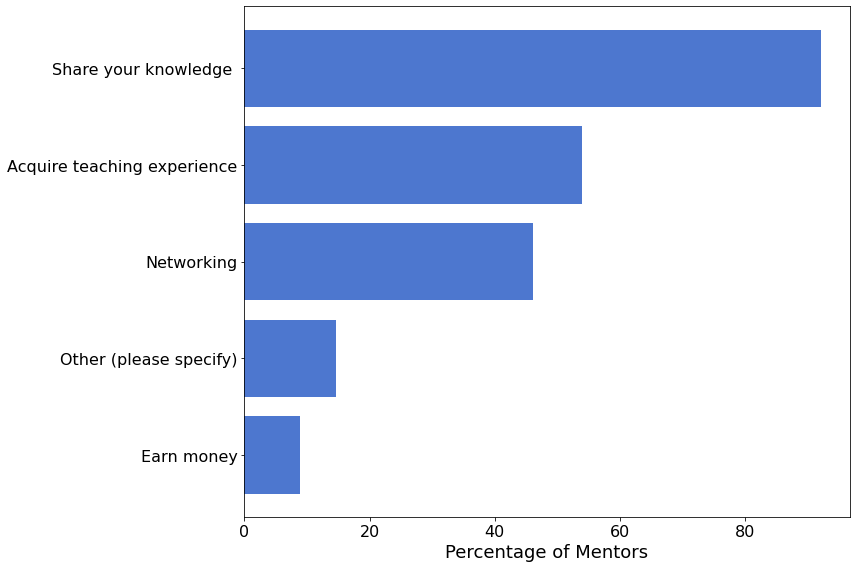 Share your knowledge
Acquire teaching experience
Networking
Other (please specify)
Earn money
0 20 40 60 80
Percentage of Mentors